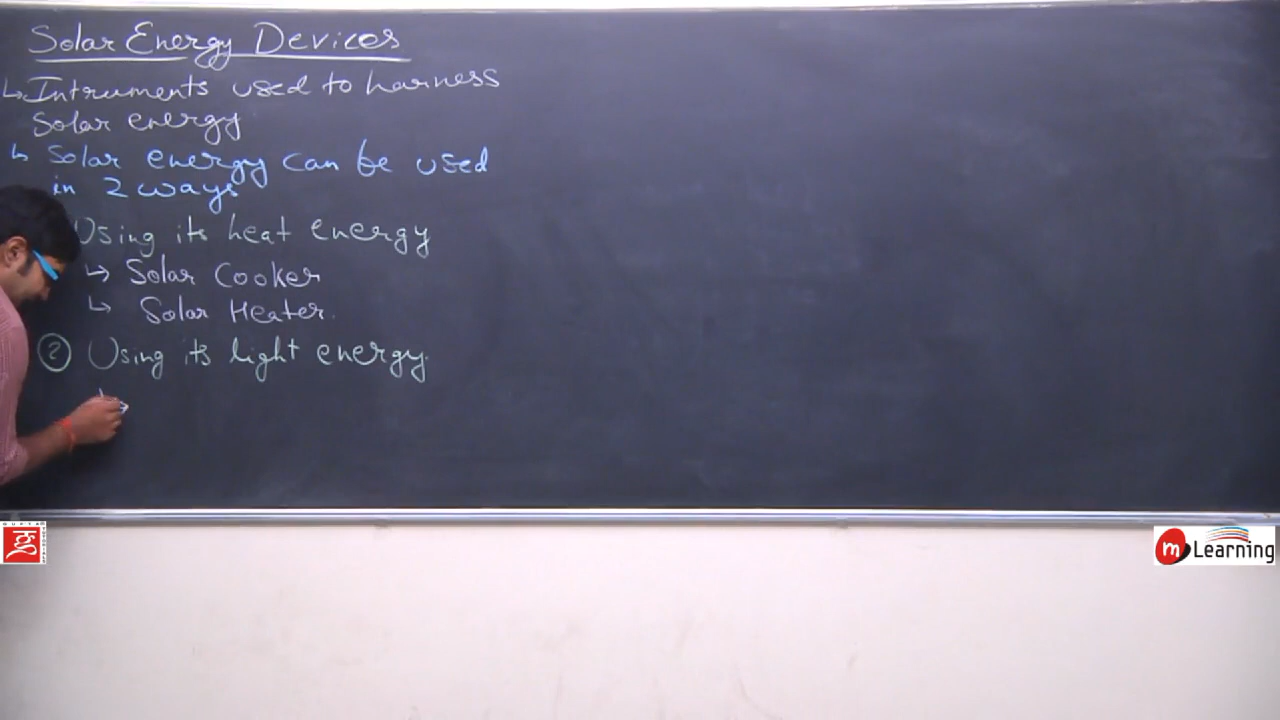 Solar Energy Devices
↳ Intruments used to harness
Solar energy
↳ Solar energy can be used
in 2 ways
Using its heat energy
↳ Solar Cooker
↳ Solar Heater.
② Using its light energy.
m Learning